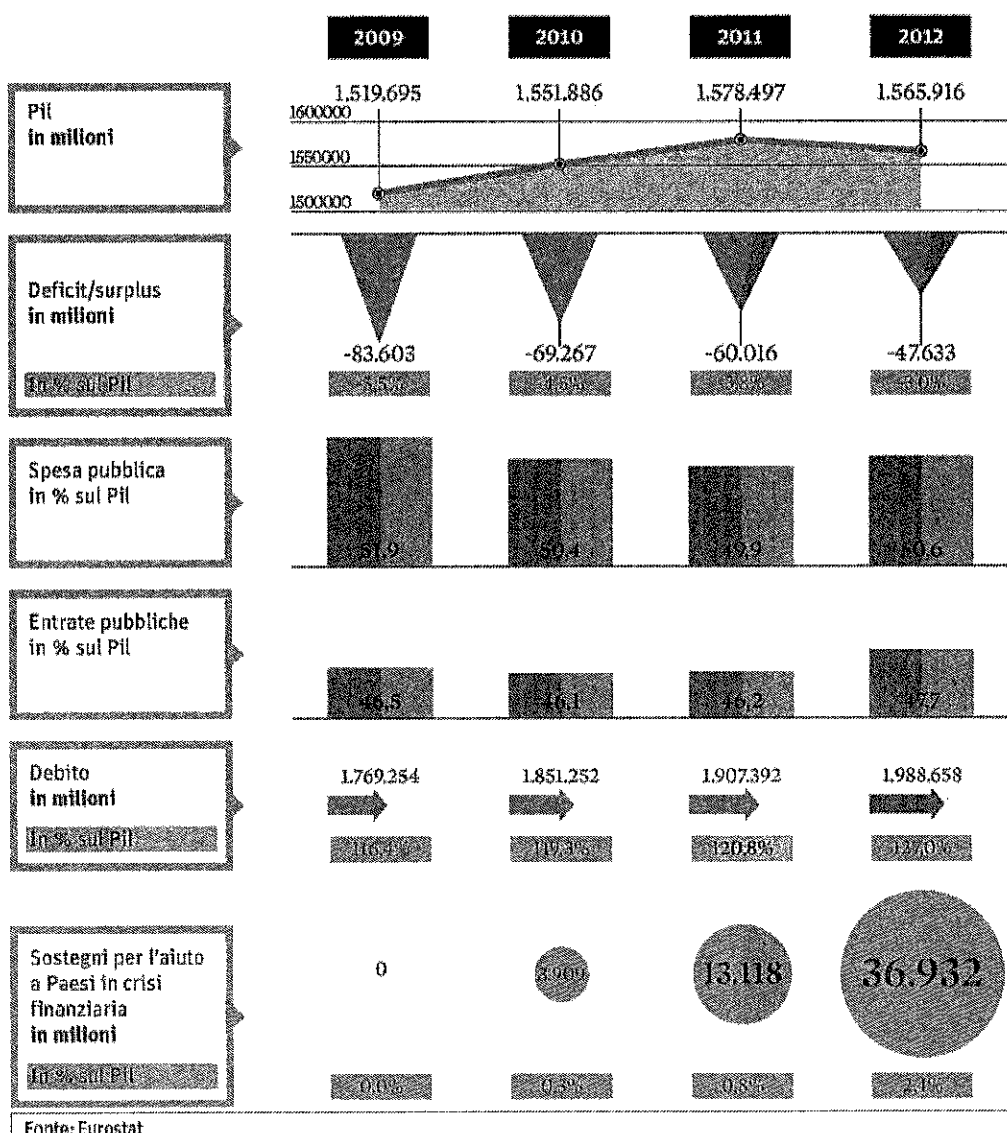 2009 2010 2011 2012
Pil
in milioni
1.519.695 1.551.886 1.578.497 1.565.916
1600000
1550000
1500000
Deficit/surplus
in milioni
-83.603 -69.267 -60.016 -47.633
In % sul Pil
-5.5% -3.0%
Spesa pubblica
in % sul Pil
51,9 50,4 49,9 50,6
Entrate pubbliche
in % sul Pil
46,5 46,1 46,2 47,7
Debito
in milioni
1.769.254 1.851.252 1.907.392 1.988.658
In % sul Pil
116.4% 119.3% 120.8% 127.0%
Sostegni per l'aiuto
a Paesi in crisi
finanziaria
in milioni
0 3.909 13.118 36.932
In % sul Pil
0.0% 0.3% 0.8%
Fonte: Eurostat